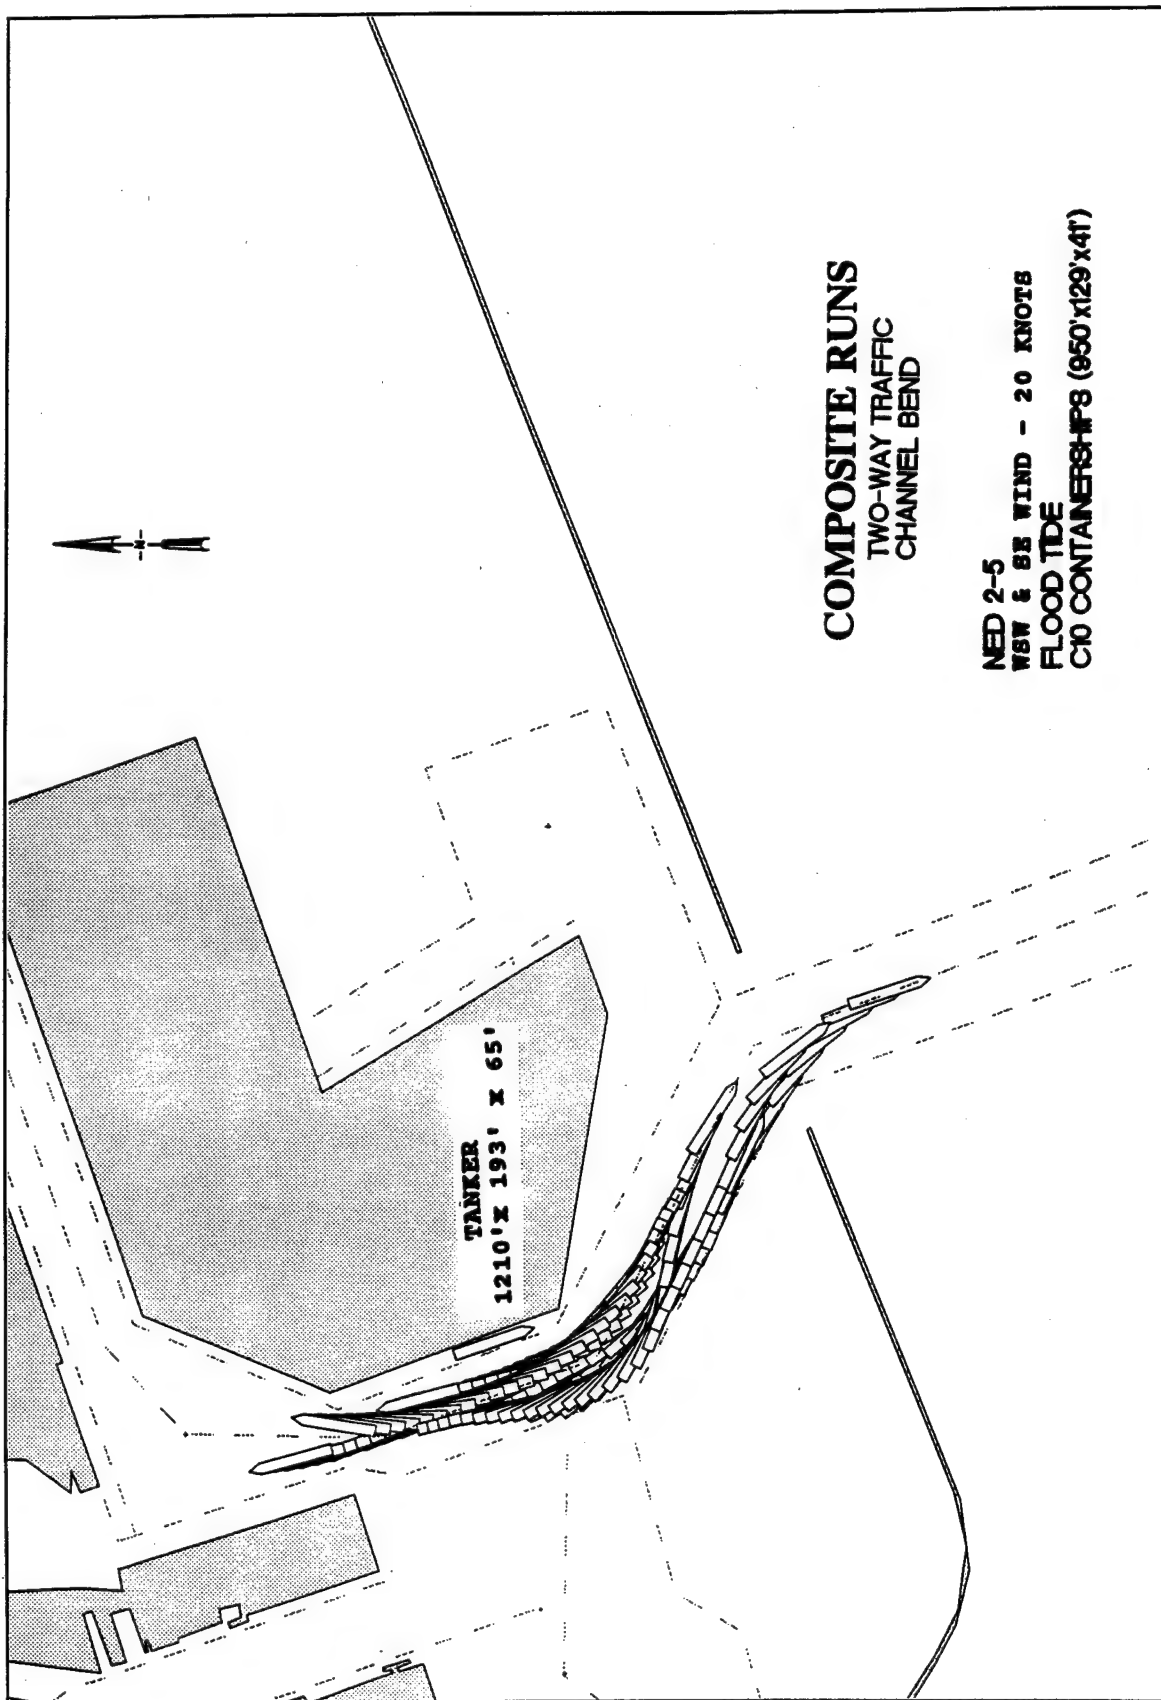 COMPOSITE RUNS
TWO-WAY TRAFFIC
CHANNEL BEND
NED 2-5
WSW & SE WIND - 20 KNOTS
FLOOD TIDE
C10 CONTAINERSHIPS (950'x129'x41')
TANKER
1210'x 193' x 65'
N